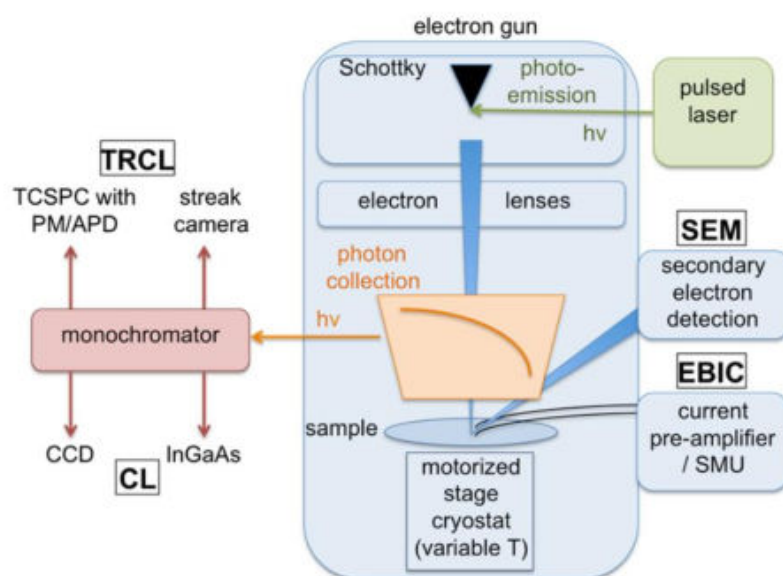 electron gun
Schottky
photo-
emission
hν
pulsed
laser
TRCL
TCSPC with
PM/APD
streak
camera
electron
lenses
SEM
secondary
electron
detection
photon
collection
hν
monochromator
EBIC
current
pre-amplifier
/ SMU
sample
CCD
InGaAs
CL
motorized
stage
cryostat
(variable T)